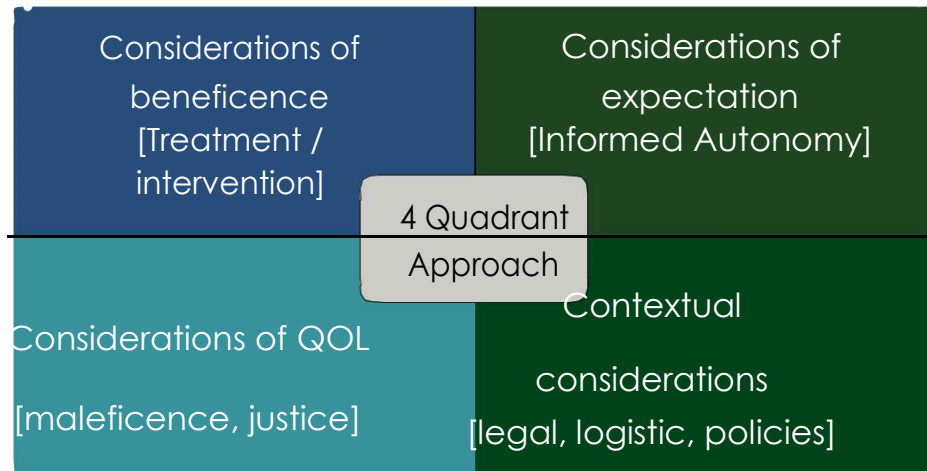 Considerations of
beneficence
[Treatment /
intervention]
Considerations of
expectation
[Informed Autonomy]
4 Quadrant
Approach
Considerations of QOL
[maleficence, justice]
Contextual
considerations
[legal, logistic, policies]